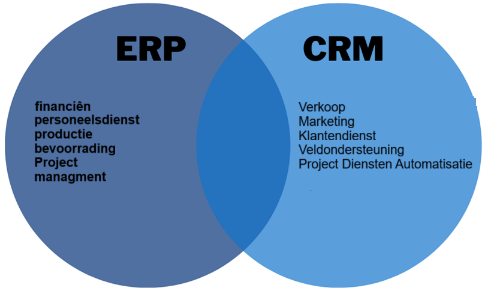 ERP
financiën
personeelsdienst
productie
bevoorrading
Project
managment
CRM
Verkoop
Marketing
Klantendienst
Veldondersteuning
Project Diensten Automatisatie